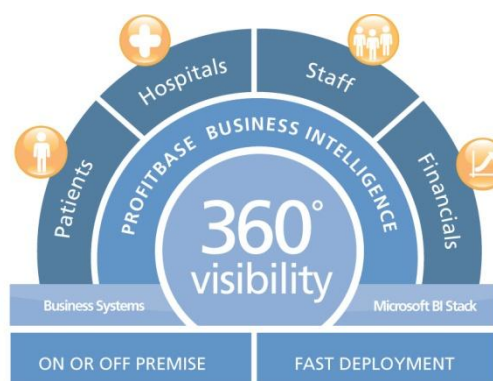 Patients
Hospitals
Staff
Financials
PROFITBASE BUSINESS INTELLIGENCE
360°
visibility
Business Systems
Microsoft BI Stack
ON OR OFF PREMISE
FAST DEPLOYMENT